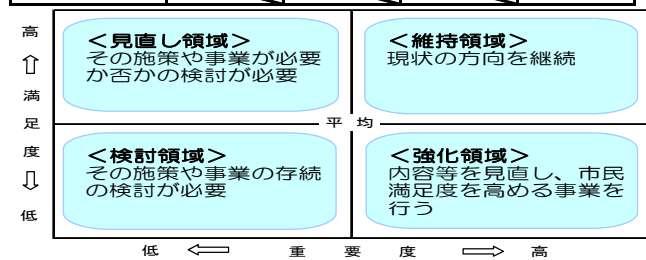 高
⇧
満
足
度
⇩
低
＜見直し領域＞
その施策や事業が必要
か否かの検討が必要
＜維持領域＞
現状の方向を継続
平 均
＜検討領域＞
その施策や事業の存続
の検討が必要
＜強化領域＞
内容等を見直し、市民
満足度を高める事業を
行う
低 ⇦ 重 要 度 ⇨ 高